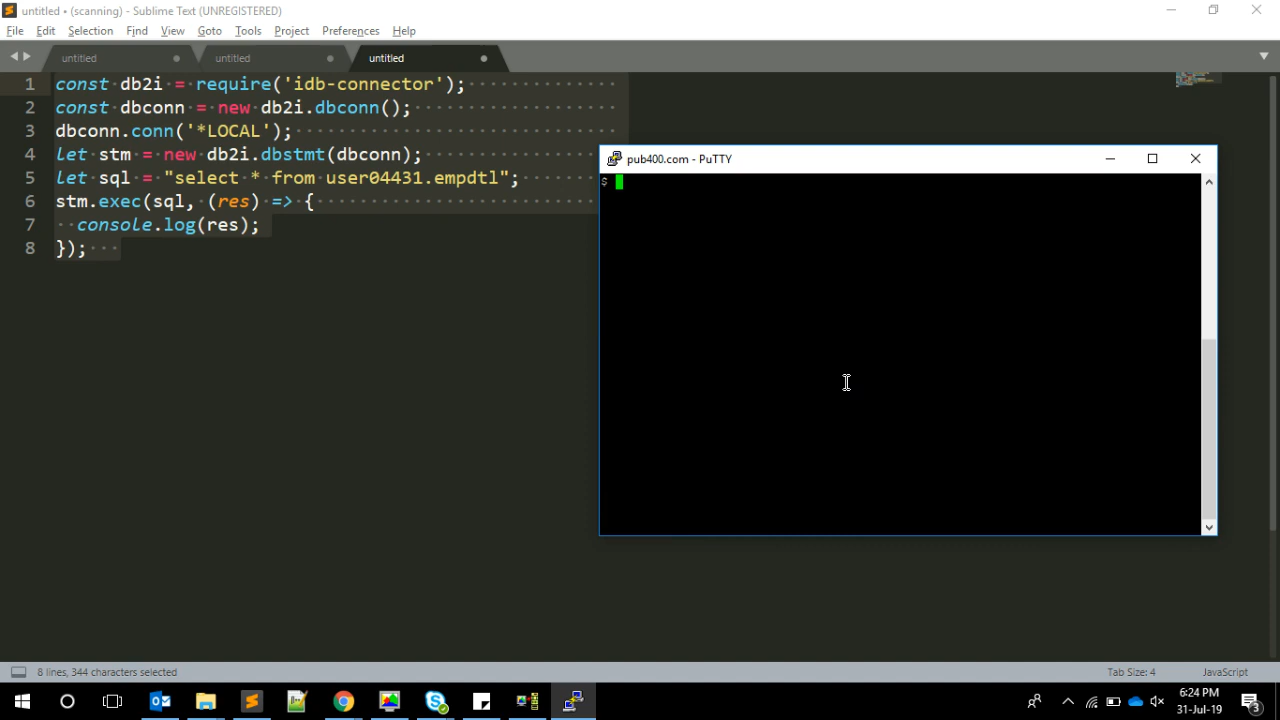 untitled • (scanning) - Sublime Text (UNREGISTERED)
File Edit Selection Find View Goto Tools Project Preferences Help
untitled untitled untitled
1 const db2i = require('idb-connector');
2 const dbconn = new db2i.dbconn();
3 dbconn.conn('*LOCAL');
4 let stm = new db2i.dbstmt(dbconn);
5 let sql = "select * from user04431.empdtl";
6 stm.exec(sql, (res) => {
7 console.log(res);
8 });
pub400.com - PuTTY
$
8 lines, 344 characters selected
Tab Size: 4 JavaScript
6:24 PM
31-Jul-19
3